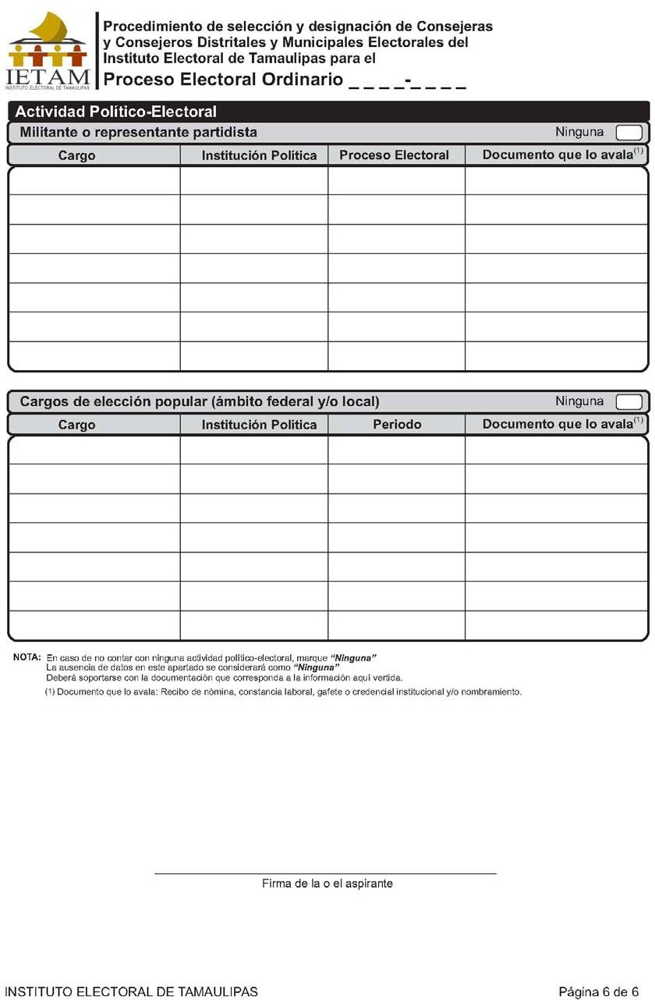 Procedimiento de selección y designación de Consejeras
y Consejeros Distritales y Municipales Electorales del
Instituto Electoral de Tamaulipas para el
Proceso Electoral Ordinario _ _ _ _-_ _ _ _
IETAM
INSTITUTO ELECTORAL DE TAMAULIPAS
Actividad Político-Electoral
Militante o representante partidista Ninguna
Cargo Institución Política Proceso Electoral Documento que lo avala(1)
Cargos de elección popular (ámbito federal y/o local) Ninguna
Cargo Institución Política Periodo Documento que lo avala(1)
NOTA: En caso de no contar con ninguna actividad político-electoral, marque “Ninguna”
La ausencia de datos en este apartado se considerará como “Ninguna”
Deberá soportarse con la documentación que corresponda a la información aquí vertida.
(1) Documento que lo avala: Recibo de nómina, constancia laboral, gafete o credencial institucional y/o nombramiento.
Firma de la o el aspirante
INSTITUTO ELECTORAL DE TAMAULIPAS Página 6 de 6